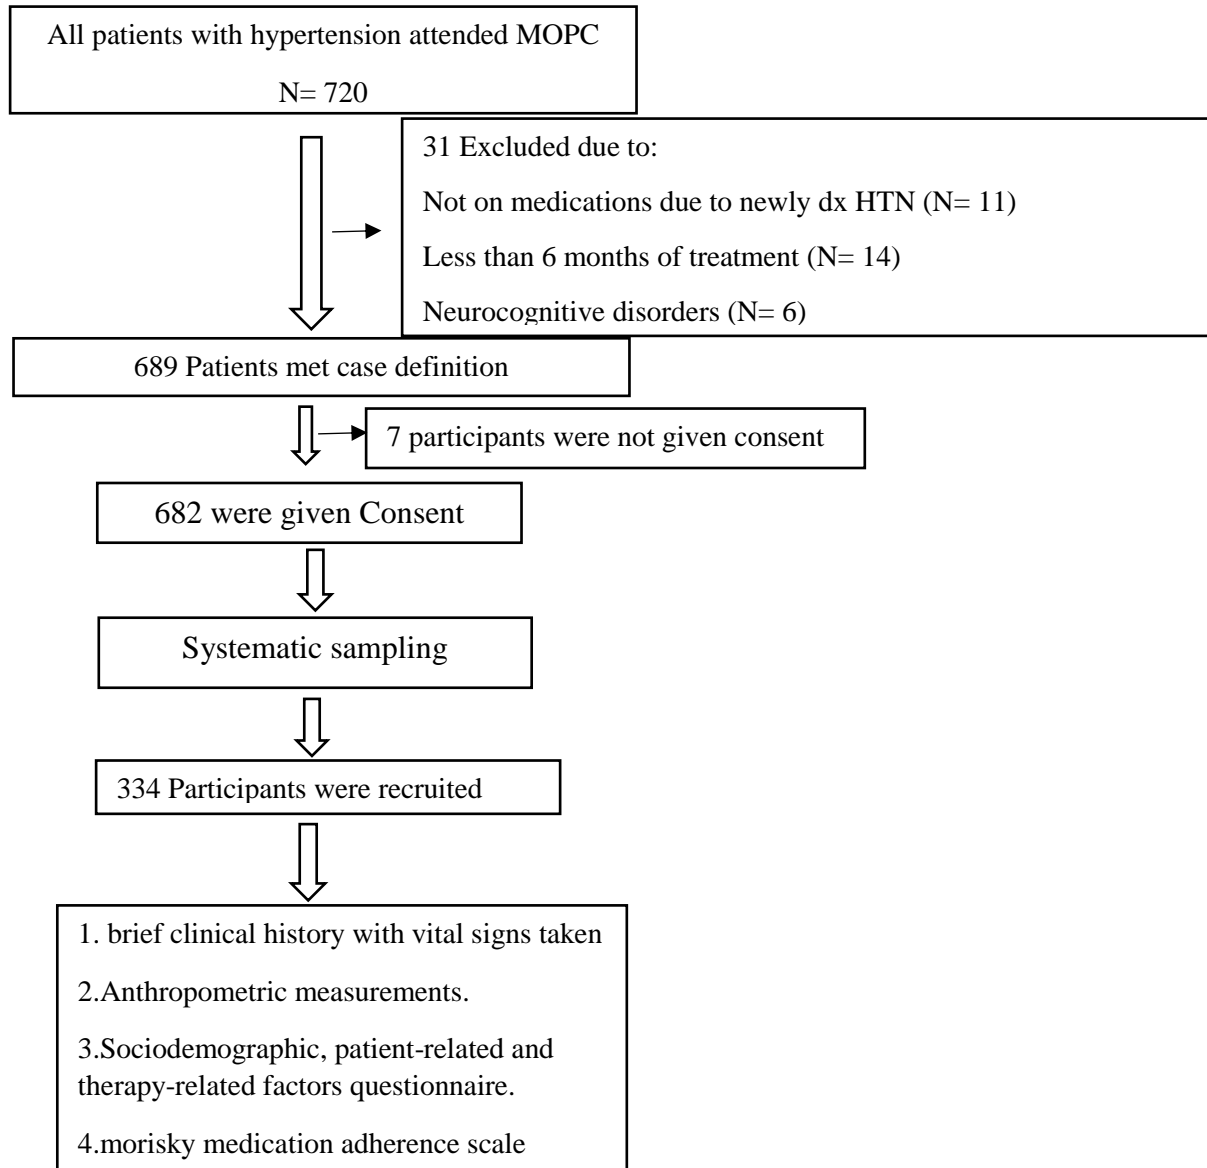 All patients with hypertension attended MOPC
N= 720
31 Excluded due to:
Not on medications due to newly dx HTN (N= 11)
Less than 6 months of treatment (N= 14)
Neurocognitive disorders (N= 6)
689 Patients met case definition
7 participants were not given consent
682 were given Consent
Systematic sampling
334 Participants were recruited
1. brief clinical history with vital signs taken
2.Anthropometric measurements.
3.Sociodemographic, patient-related and
therapy-related factors questionnaire.
4.morisky medication adherence scale